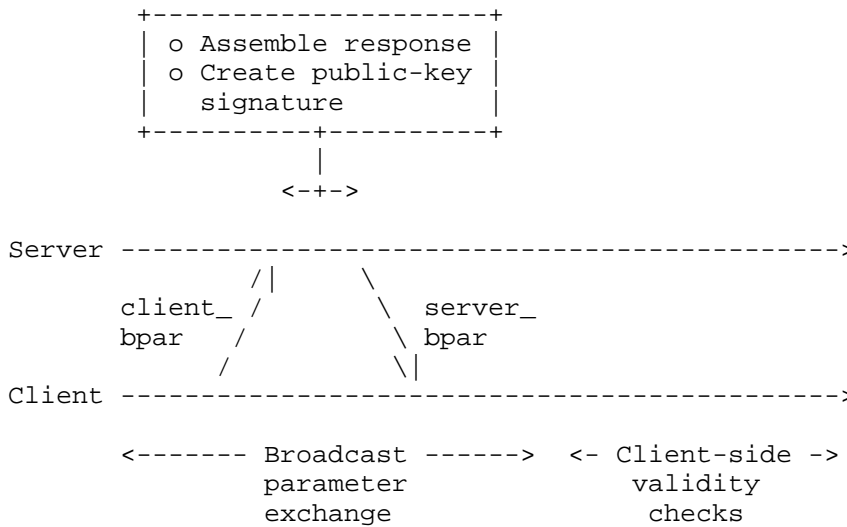 o Assemble response
o Create public-key
signature
Server
client_ server_
bpar bpar
Client
Broadcast Client-side
parameter validity
exchange checks